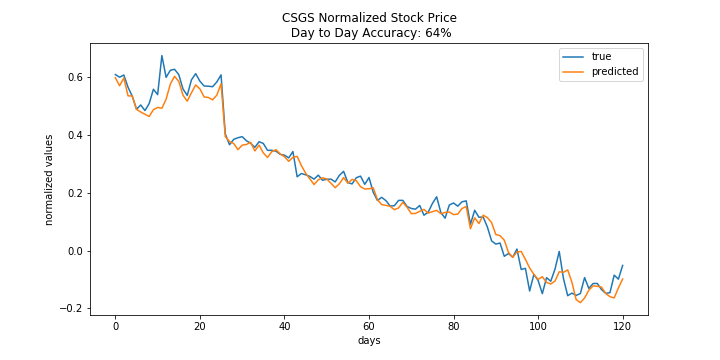 CSGS Normalized Stock Price
Day to Day Accuracy: 64%
true
predicted
normalized values
0.6
0.4
0.2
0.0
−0.2
0 20 40 60 80 100 120
days